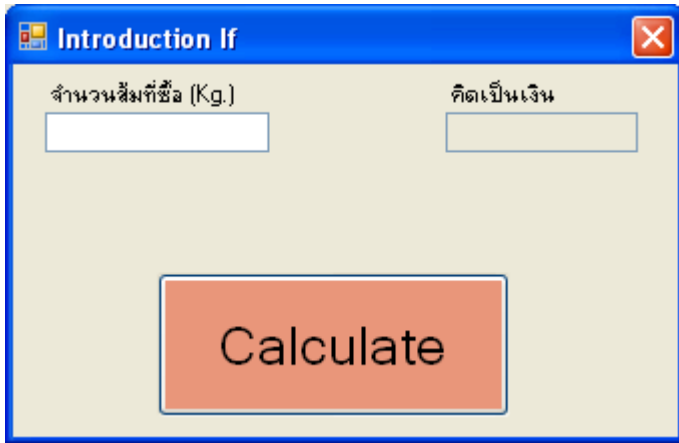 Introduction If
จำนวนส้มที่ซื้อ (Kg.)
คิดเป็นเงิน
Calculate